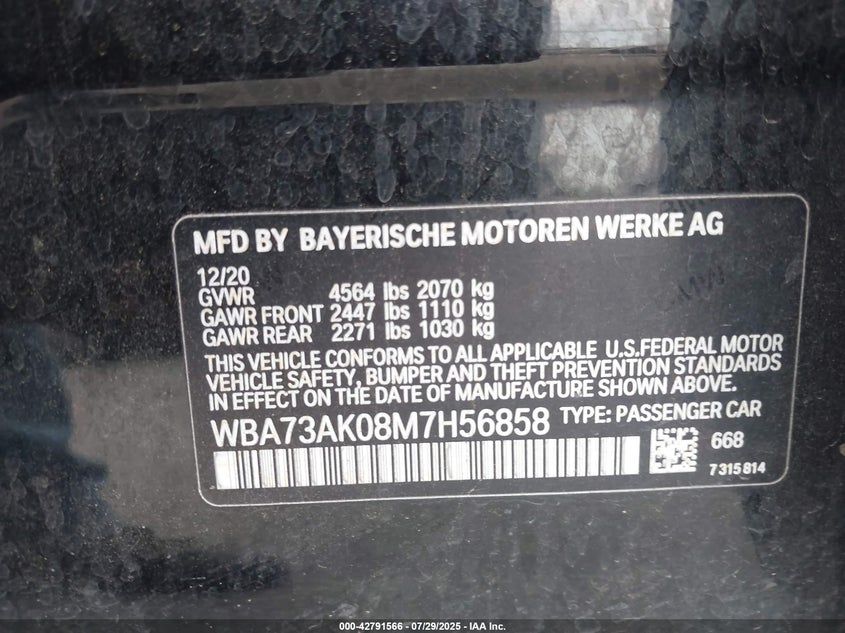 MFD BY BAYERISCHE MOTOREN WERKE AG
12/20
GVWR 4564 lbs 2070 kg
GAWR FRONT 2447 lbs 1110 kg
GAWR REAR 2271 lbs 1030 kg
THIS VEHICLE CONFORMS TO ALL APPLICABLE U.S.FEDERAL MOTOR
VEHICLE SAFETY, BUMPER AND THEFT PREVENTION STANDARDS
IN EFFECT ON THE DATE OF MANUFACTURE SHOWN ABOVE.
WBA73AK08M7H56858 TYPE: PASSENGER CAR
668
7315814
000-42791566 - 07/29/2025 - IAA Inc.